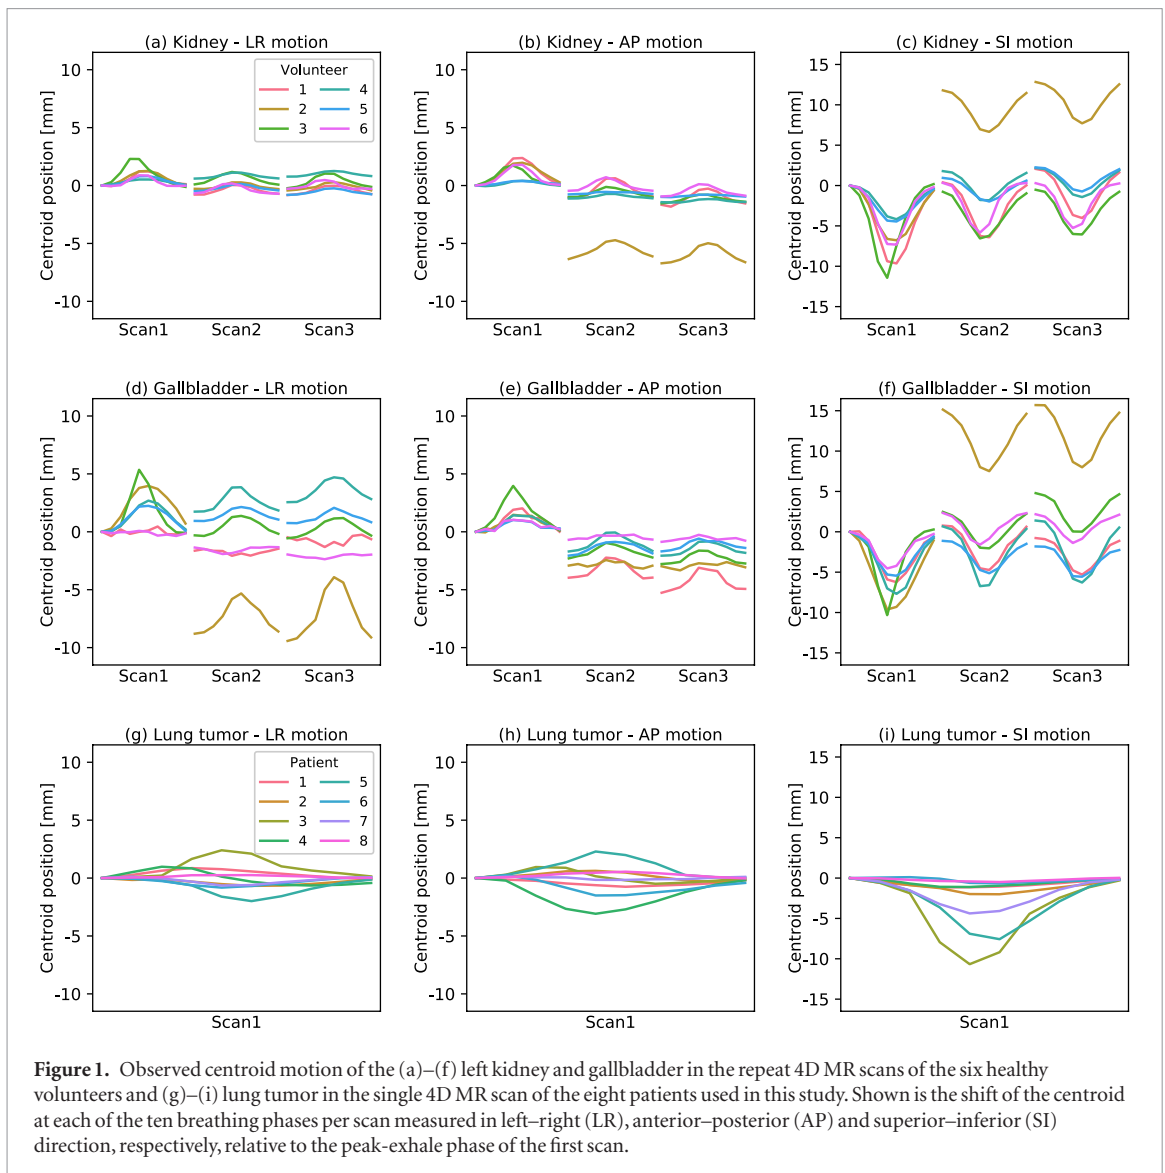 (a) Kidney - LR motion
(b) Kidney - AP motion
(c) Kidney - SI motion
Centroid position [mm]
10
5
0
-5
-10
Volunteer
1 4
2 5
3 6
Scan1 Scan2 Scan3
Centroid position [mm]
10
5
0
-5
-10
Scan1 Scan2 Scan3
Centroid position [mm]
15
10
5
0
-5
-10
-15
Scan1 Scan2 Scan3
(d) Gallbladder - LR motion
(e) Gallbladder - AP motion
(f) Gallbladder - SI motion
Centroid position [mm]
10
5
0
-5
-10
Scan1 Scan2 Scan3
Centroid position [mm]
10
5
0
-5
-10
Scan1 Scan2 Scan3
Centroid position [mm]
15
10
5
0
-5
-10
-15
Scan1 Scan2 Scan3
(g) Lung tumor - LR motion
(h) Lung tumor - AP motion
(i) Lung tumor - SI motion
Centroid position [mm]
10
5
0
-5
-10
Patient
1 5
2 6
3 7
4 8
Scan1
Centroid position [mm]
10
5
0
-5
-10
Scan1
Centroid position [mm]
15
10
5
0
-5
-10
-15
Scan1
Figure 1. Observed centroid motion of the (a)–(f) left kidney and gallbladder in the repeat 4D MR scans of the six healthy
volunteers and (g)–(i) lung tumor in the single 4D MR scan of the eight patients used in this study. Shown is the shift of the centroid
at each of the ten breathing phases per scan measured in left–right (LR), anterior–posterior (AP) and superior–inferior (SI)
direction, respectively, relative to the peak-exhale phase of the first scan.